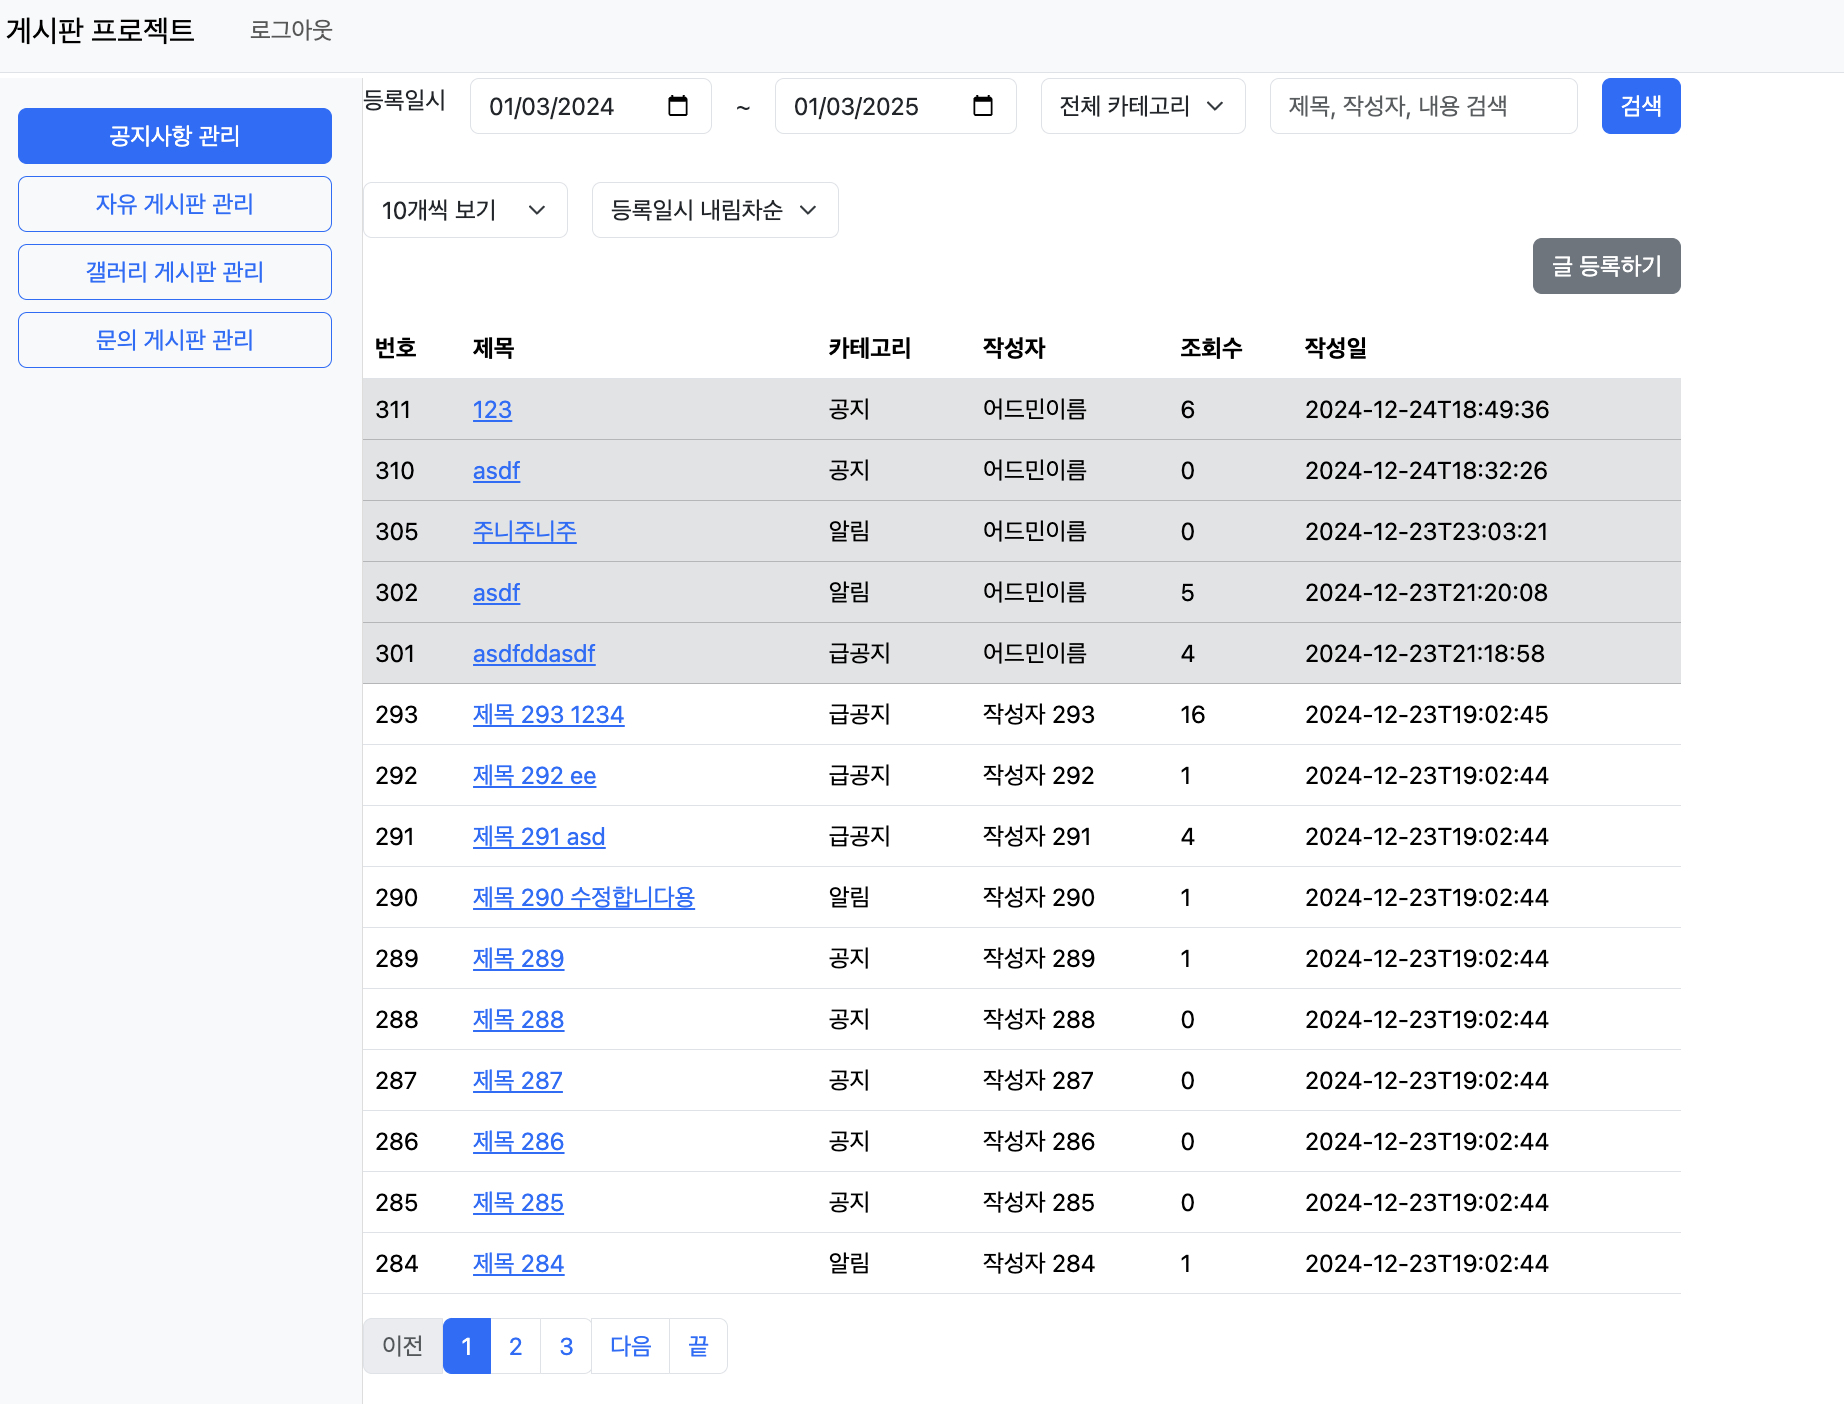 게시판 프로젝트 로그아웃
공지사항 관리
자유 게시판 관리
갤러리 게시판 관리
문의 게시판 관리
등록일시 01/03/2024 ~ 01/03/2025 전체 카테고리 제목, 작성자, 내용 검색 검색
10개씩 보기 등록일시 내림차순
글 등록하기
번호 제목 카테고리 작성자 조회수 작성일
311 123 공지 어드민이름 6 2024-12-24T18:49:36
310 asdf 공지 어드민이름 0 2024-12-24T18:32:26
305 주니주니주 알림 어드민이름 0 2024-12-23T23:03:21
302 asdf 알림 어드민이름 5 2024-12-23T21:20:08
301 asdfddasdf 급공지 어드민이름 4 2024-12-23T21:18:58
293 제목 293 1234 급공지 작성자 293 16 2024-12-23T19:02:45
292 제목 292 ee 급공지 작성자 292 1 2024-12-23T19:02:44
291 제목 291 asd 급공지 작성자 291 4 2024-12-23T19:02:44
290 제목 290 수정합니다용 알림 작성자 290 1 2024-12-23T19:02:44
289 제목 289 공지 작성자 289 1 2024-12-23T19:02:44
288 제목 288 공지 작성자 288 0 2024-12-23T19:02:44
287 제목 287 공지 작성자 287 0 2024-12-23T19:02:44
286 제목 286 공지 작성자 286 0 2024-12-23T19:02:44
285 제목 285 공지 작성자 285 0 2024-12-23T19:02:44
284 제목 284 알림 작성자 284 1 2024-12-23T19:02:44
이전 1 2 3 다음 끝